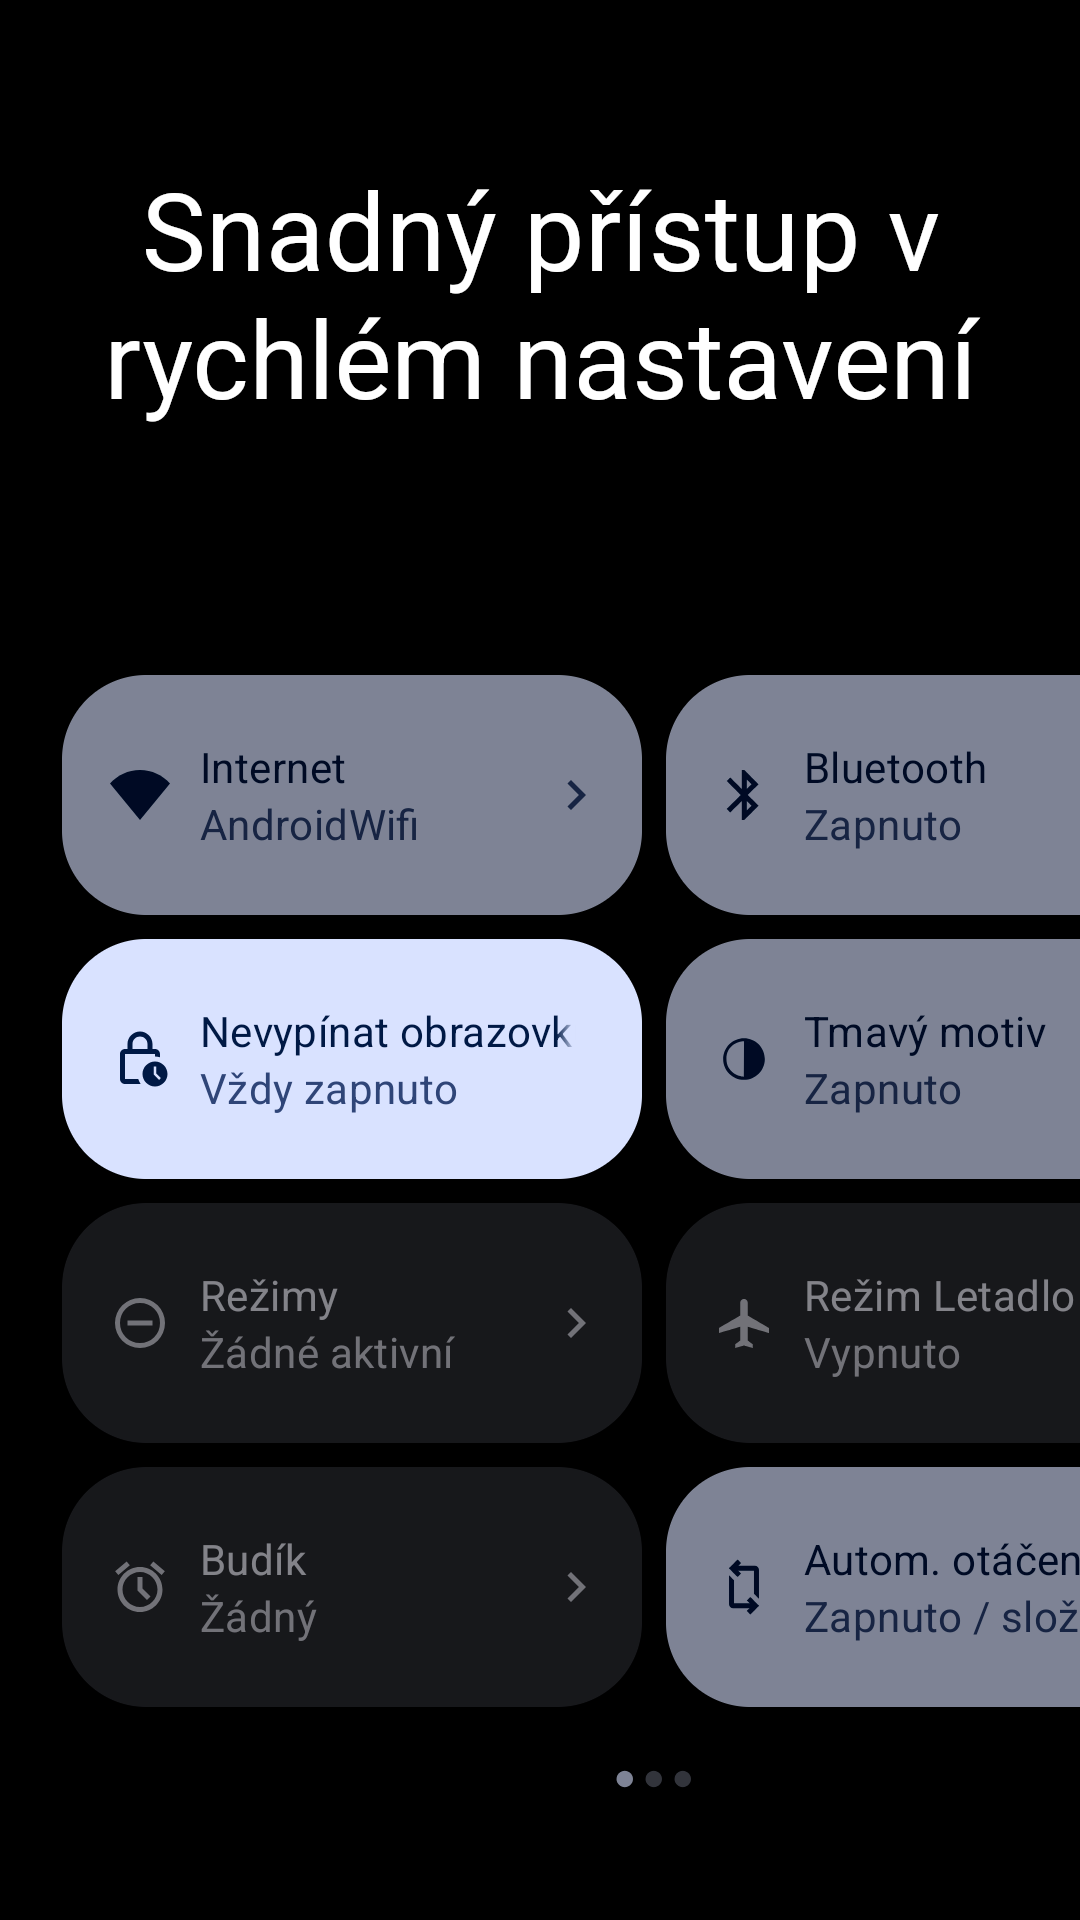 Snadný přístup v
rychlém nastavení
Internet
AndroidWifi
Bluetooth
Zapnuto
Nevypínat obrazovk
Vždy zapnuto
Tmavý motiv
Zapnuto
Režimy
Žádné aktivní
Režim Letadlo
Vypnuto
Budík
Žádný
Autom. otáčen
Zapnuto / slož